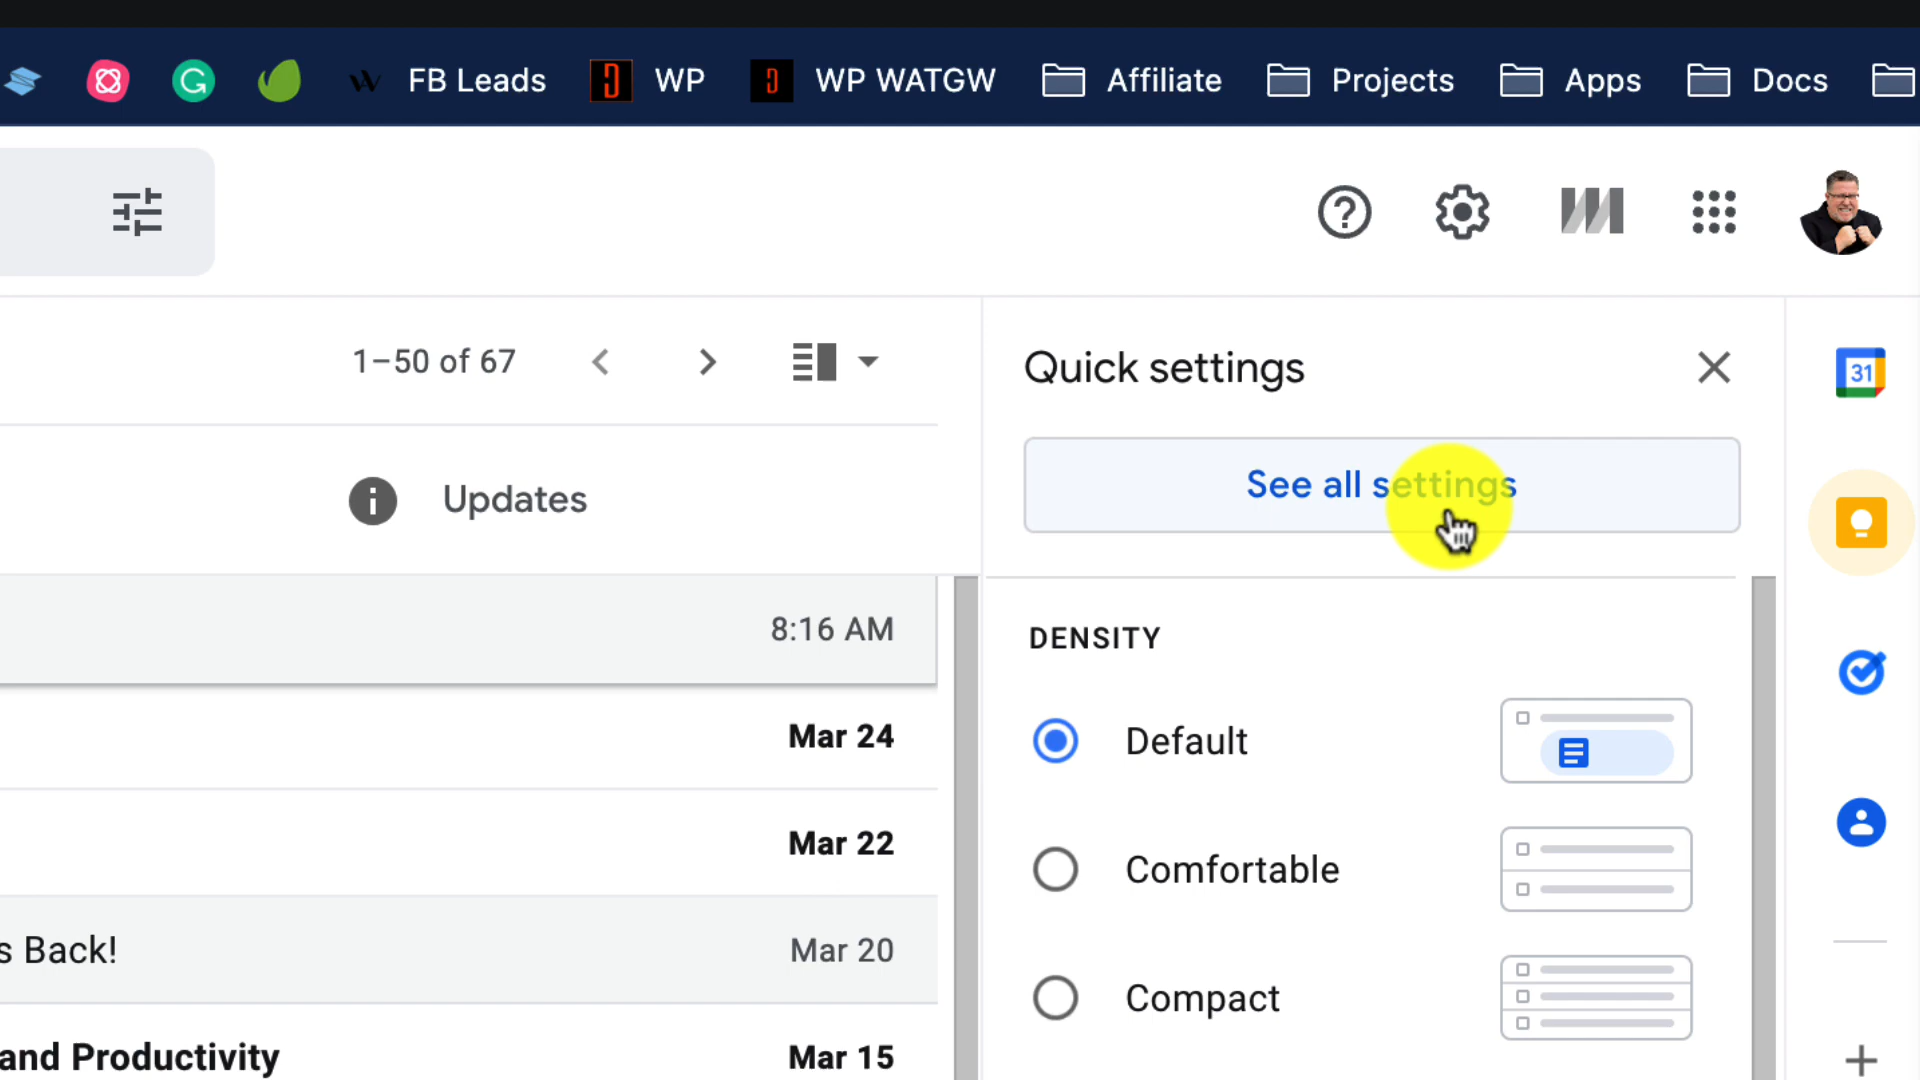 FB Leads WP WP WATGW Affiliate Projects Apps Docs
1–50 of 67
Quick settings
31
See all settings
Updates
8:16 AM
DENSITY
Mar 24
Default
Mar 22
Comfortable
s Back!
Mar 20
Compact
and Productivity
Mar 15